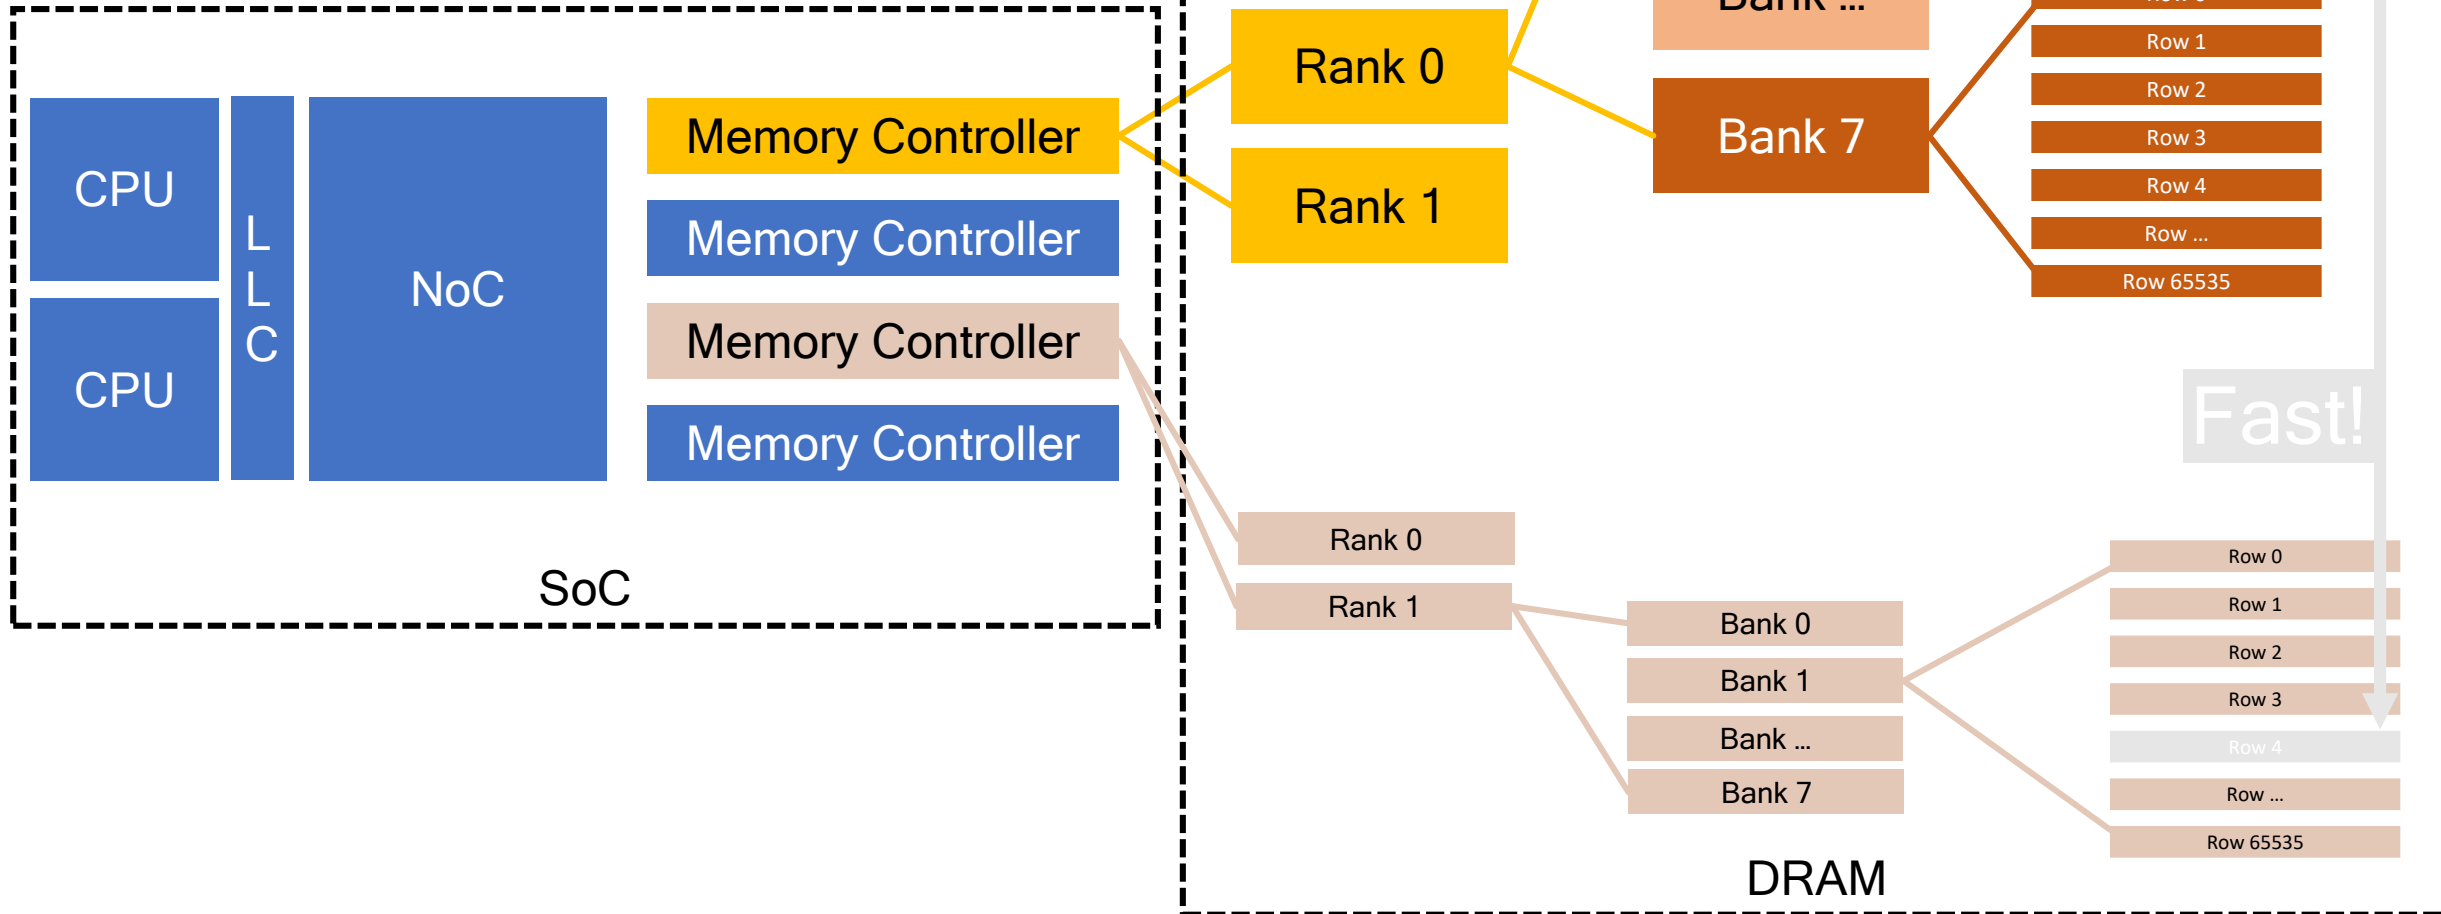 CPU
CPU
L
L
C
NoC
Memory Controller
Memory Controller
Memory Controller
Memory Controller
SoC
Rank 0
Rank 1
Bank ...
Bank 7
Row 1
Row 2
Row 3
Row 4
Row ...
Row 65535
Fast!
Rank 0
Rank 1
Bank 0
Bank 1
Bank ...
Bank 7
Row 0
Row 1
Row 2
Row 3
Row 4
Row ...
Row 65535
DRAM